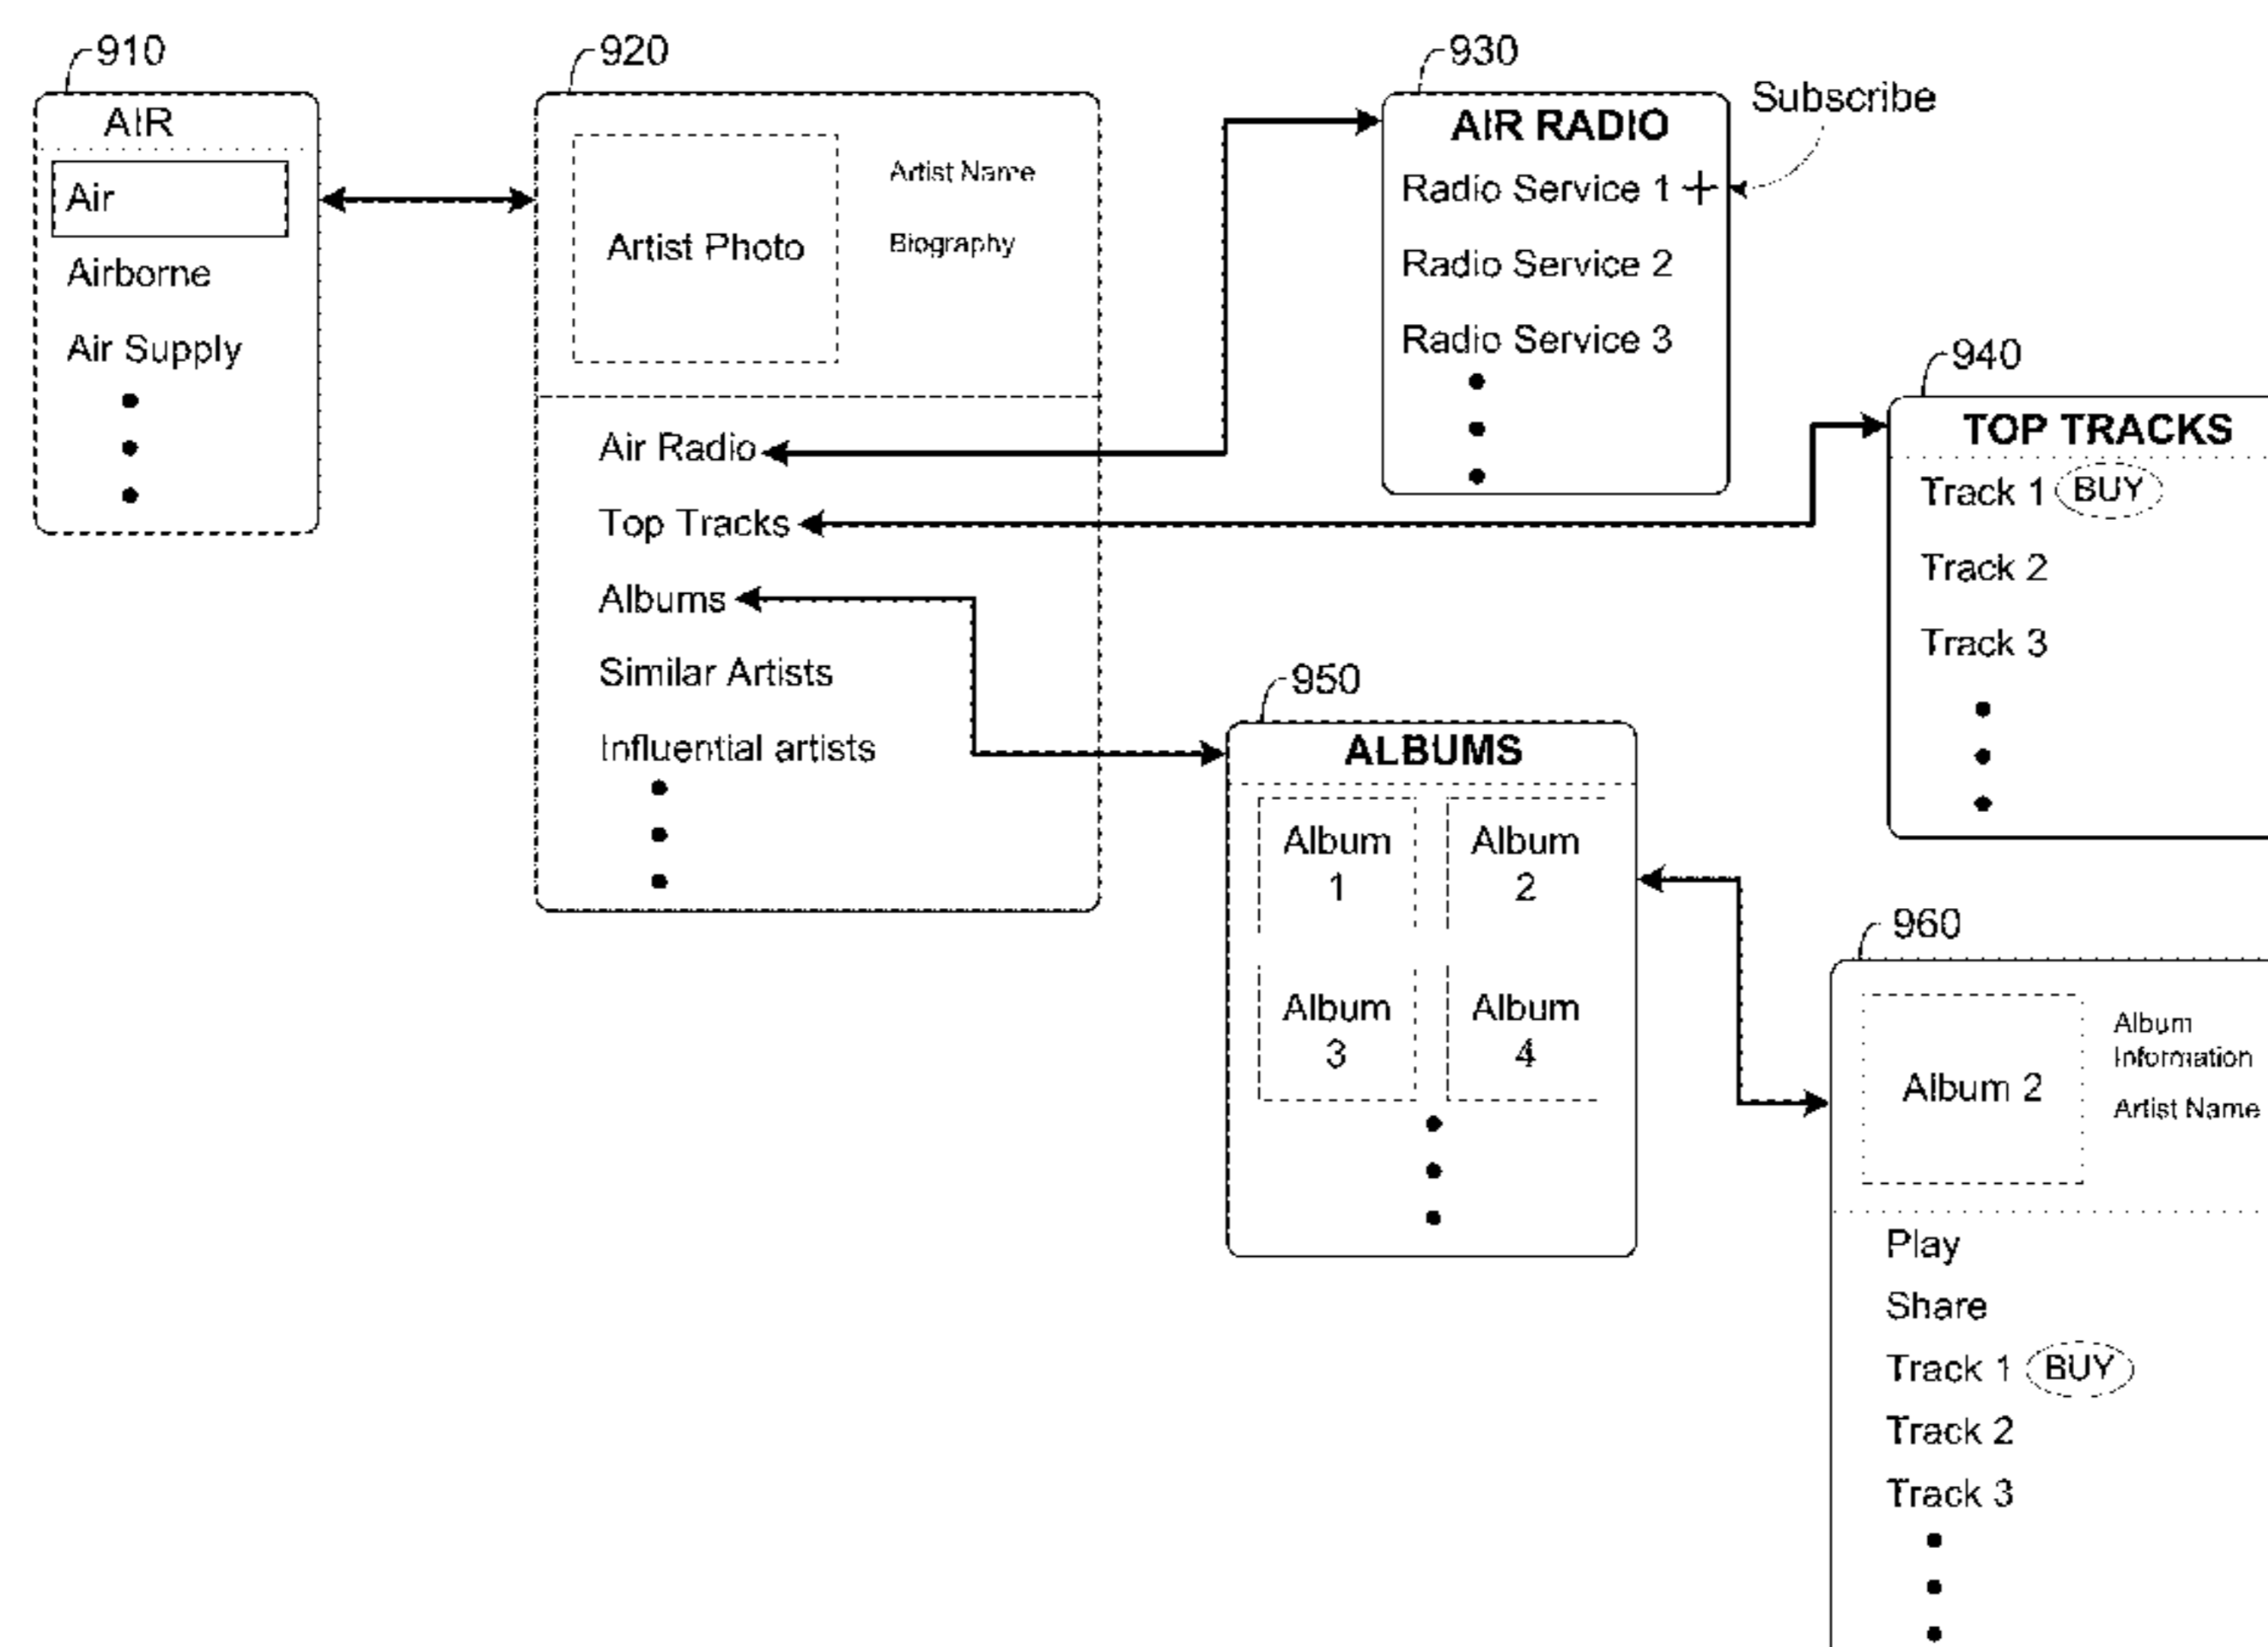 910
AIR
Air
Airborne
Air Supply
920
Artist Photo
Artist Name
Biography
Air Radio
Top Tracks
Albums
Similar Artists
Influential artists
930
AIR RADIO
Radio Service 1 +
Radio Service 2
Radio Service 3
Subscribe
940
TOP TRACKS
Track 1 BUY
Track 2
Track 3
950
ALBUMS
Album
1
Album
2
Album
3
Album
4
960
Album 2
Album
Information
Artist Name
Play
Share
Track 1 BUY
Track 2
Track 3